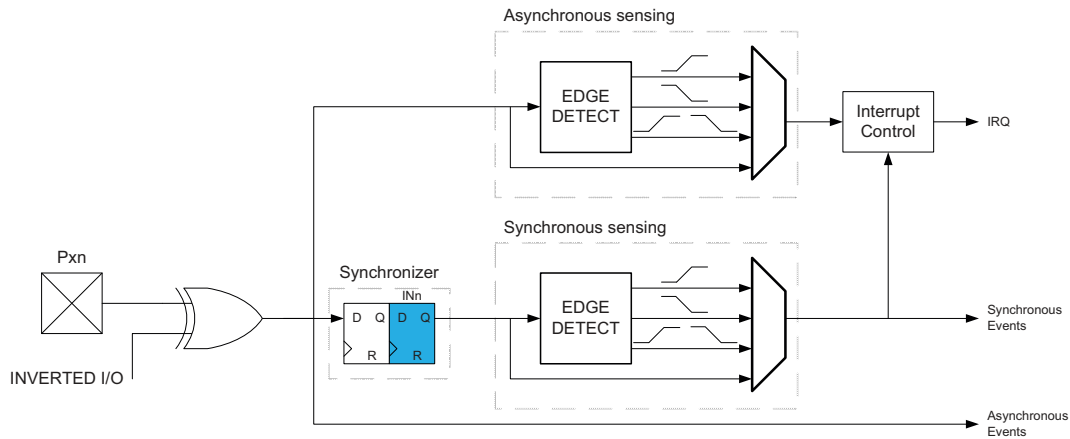 Asynchronous sensing
EDGE
DETECT
Interrupt
Control
IRQ
Synchronous sensing
Pxn
Synchronizer
INn
D Q D Q
R R
EDGE
DETECT
Synchronous
Events
INVERTED I/O
Asynchronous
Events